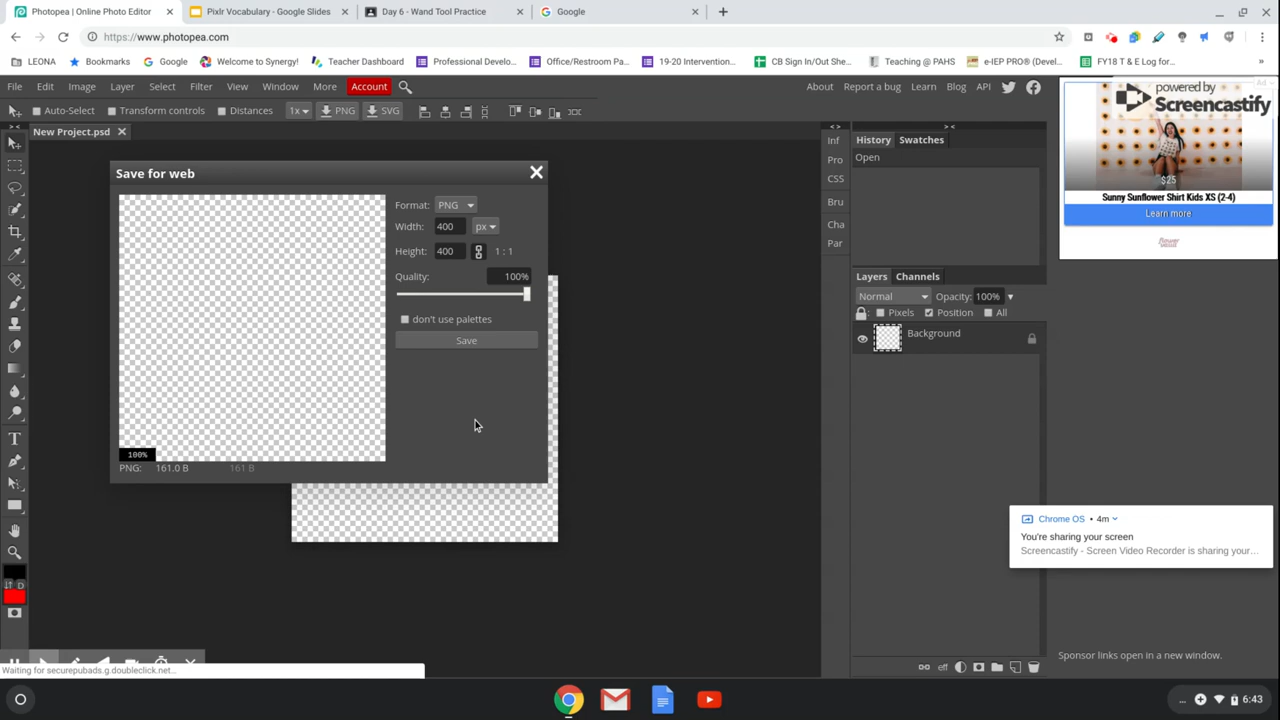 Photopea | Online Photo Editor
Pixlr Vocabulary - Google Slides
Day 6 - Wand Tool Practice
Google
https://www.photopea.com
LEONA
Bookmarks
Google
Welcome to Synergy!
Teacher Dashboard
Professional Develo...
Office/Restroom Pa...
19-20 Intervention...
CB Sign In/Out She...
Teaching @ PAHS
e-IEP PRO® (Devel...
FY18 T & E Log for...
»
File Edit Image Layer Select Filter View Window More Account
About Report a bug Learn Blog API
Auto-Select Transform controls Distances 1x PNG SVG
New Project.psd
Save for web
Format: PNG
Width: 400 px
Height: 400 1 : 1
Quality: 100%
don't use palettes
Save
100%
PNG: 161.0 B 161 B
Inf
Pro
CSS
Bru
Cha
Par
History Swatches
Open
Layers Channels
Normal Opacity: 100%
Pixels Position All
Background
eff
powered by
Screencastify
Ad
$25
Sunny Sunflower Shirt Kids XS (2-4)
Learn more
Chrome OS • 4m
You're sharing your screen
Screencastify - Screen Video Recorder is sharing your...
Sponsor links open in a new window.
Waiting for securepubads.g.doubleclick.net...
... 6:43